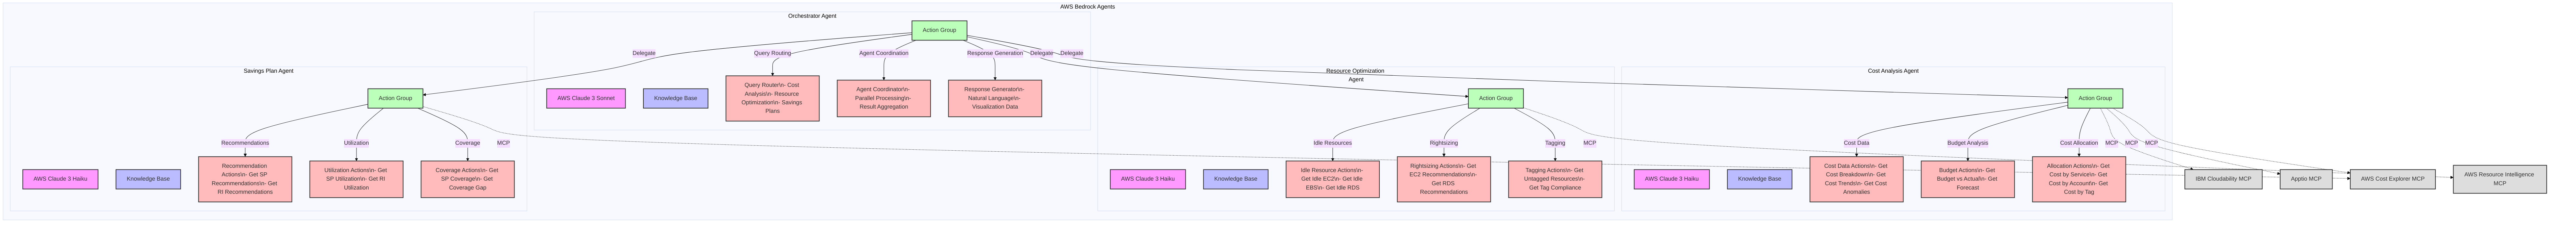 AWS Bedrock Agents
Orchestrator Agent
Action Group
Delegate
Query Routing
Agent Coordination
Response Generation
Delegate
Delegate
AWS Claude 3 Sonnet
Knowledge Base
Query Router\n- Cost
Analysis\n- Resource
Optimization\n- Savings
Plans
Agent Coordinator\n-
Parallel Processing\n-
Result Aggregation
Response Generator\n-
Natural Language\n-
Visualization Data
Savings Plan Agent
Action Group
Recommendations
Utilization
Coverage
MCP
AWS Claude 3 Haiku
Knowledge Base
Recommendation
Actions\n- Get SP
Recommendations\n- Get
RI Recommendations
Utilization Actions\n- Get
SP Utilization\n- Get RI
Utilization
Coverage Actions\n- Get
SP Coverage\n- Get
Coverage Gap
Resource Optimization
Agent
Action Group
Idle Resources
Rightsizing
Tagging
MCP
AWS Claude 3 Haiku
Knowledge Base
Idle Resource Actions\n-
Get Idle EC2\n- Get Idle
EBS\n- Get Idle RDS
Rightsizing Actions\n- Get
EC2 Recommendations\n-
Get RDS
Recommendations
Tagging Actions\n- Get
Untagged Resources\n-
Get Tag Compliance
Cost Analysis Agent
Action Group
Cost Data
Budget Analysis
Cost Allocation
MCP
MCP
MCP
AWS Claude 3 Haiku
Knowledge Base
Cost Data Actions\n- Get
Cost Breakdown\n- Get
Cost Trends\n- Get Cost
Anomalies
Budget Actions\n- Get
Budget vs Actual\n- Get
Forecast
Allocation Actions\n- Get
Cost by Service\n- Get
Cost by Account\n- Get
Cost by Tag
IBM Cloudability MCP
Apptio MCP
AWS Cost Explorer MCP
AWS Resource Intelligence
MCP